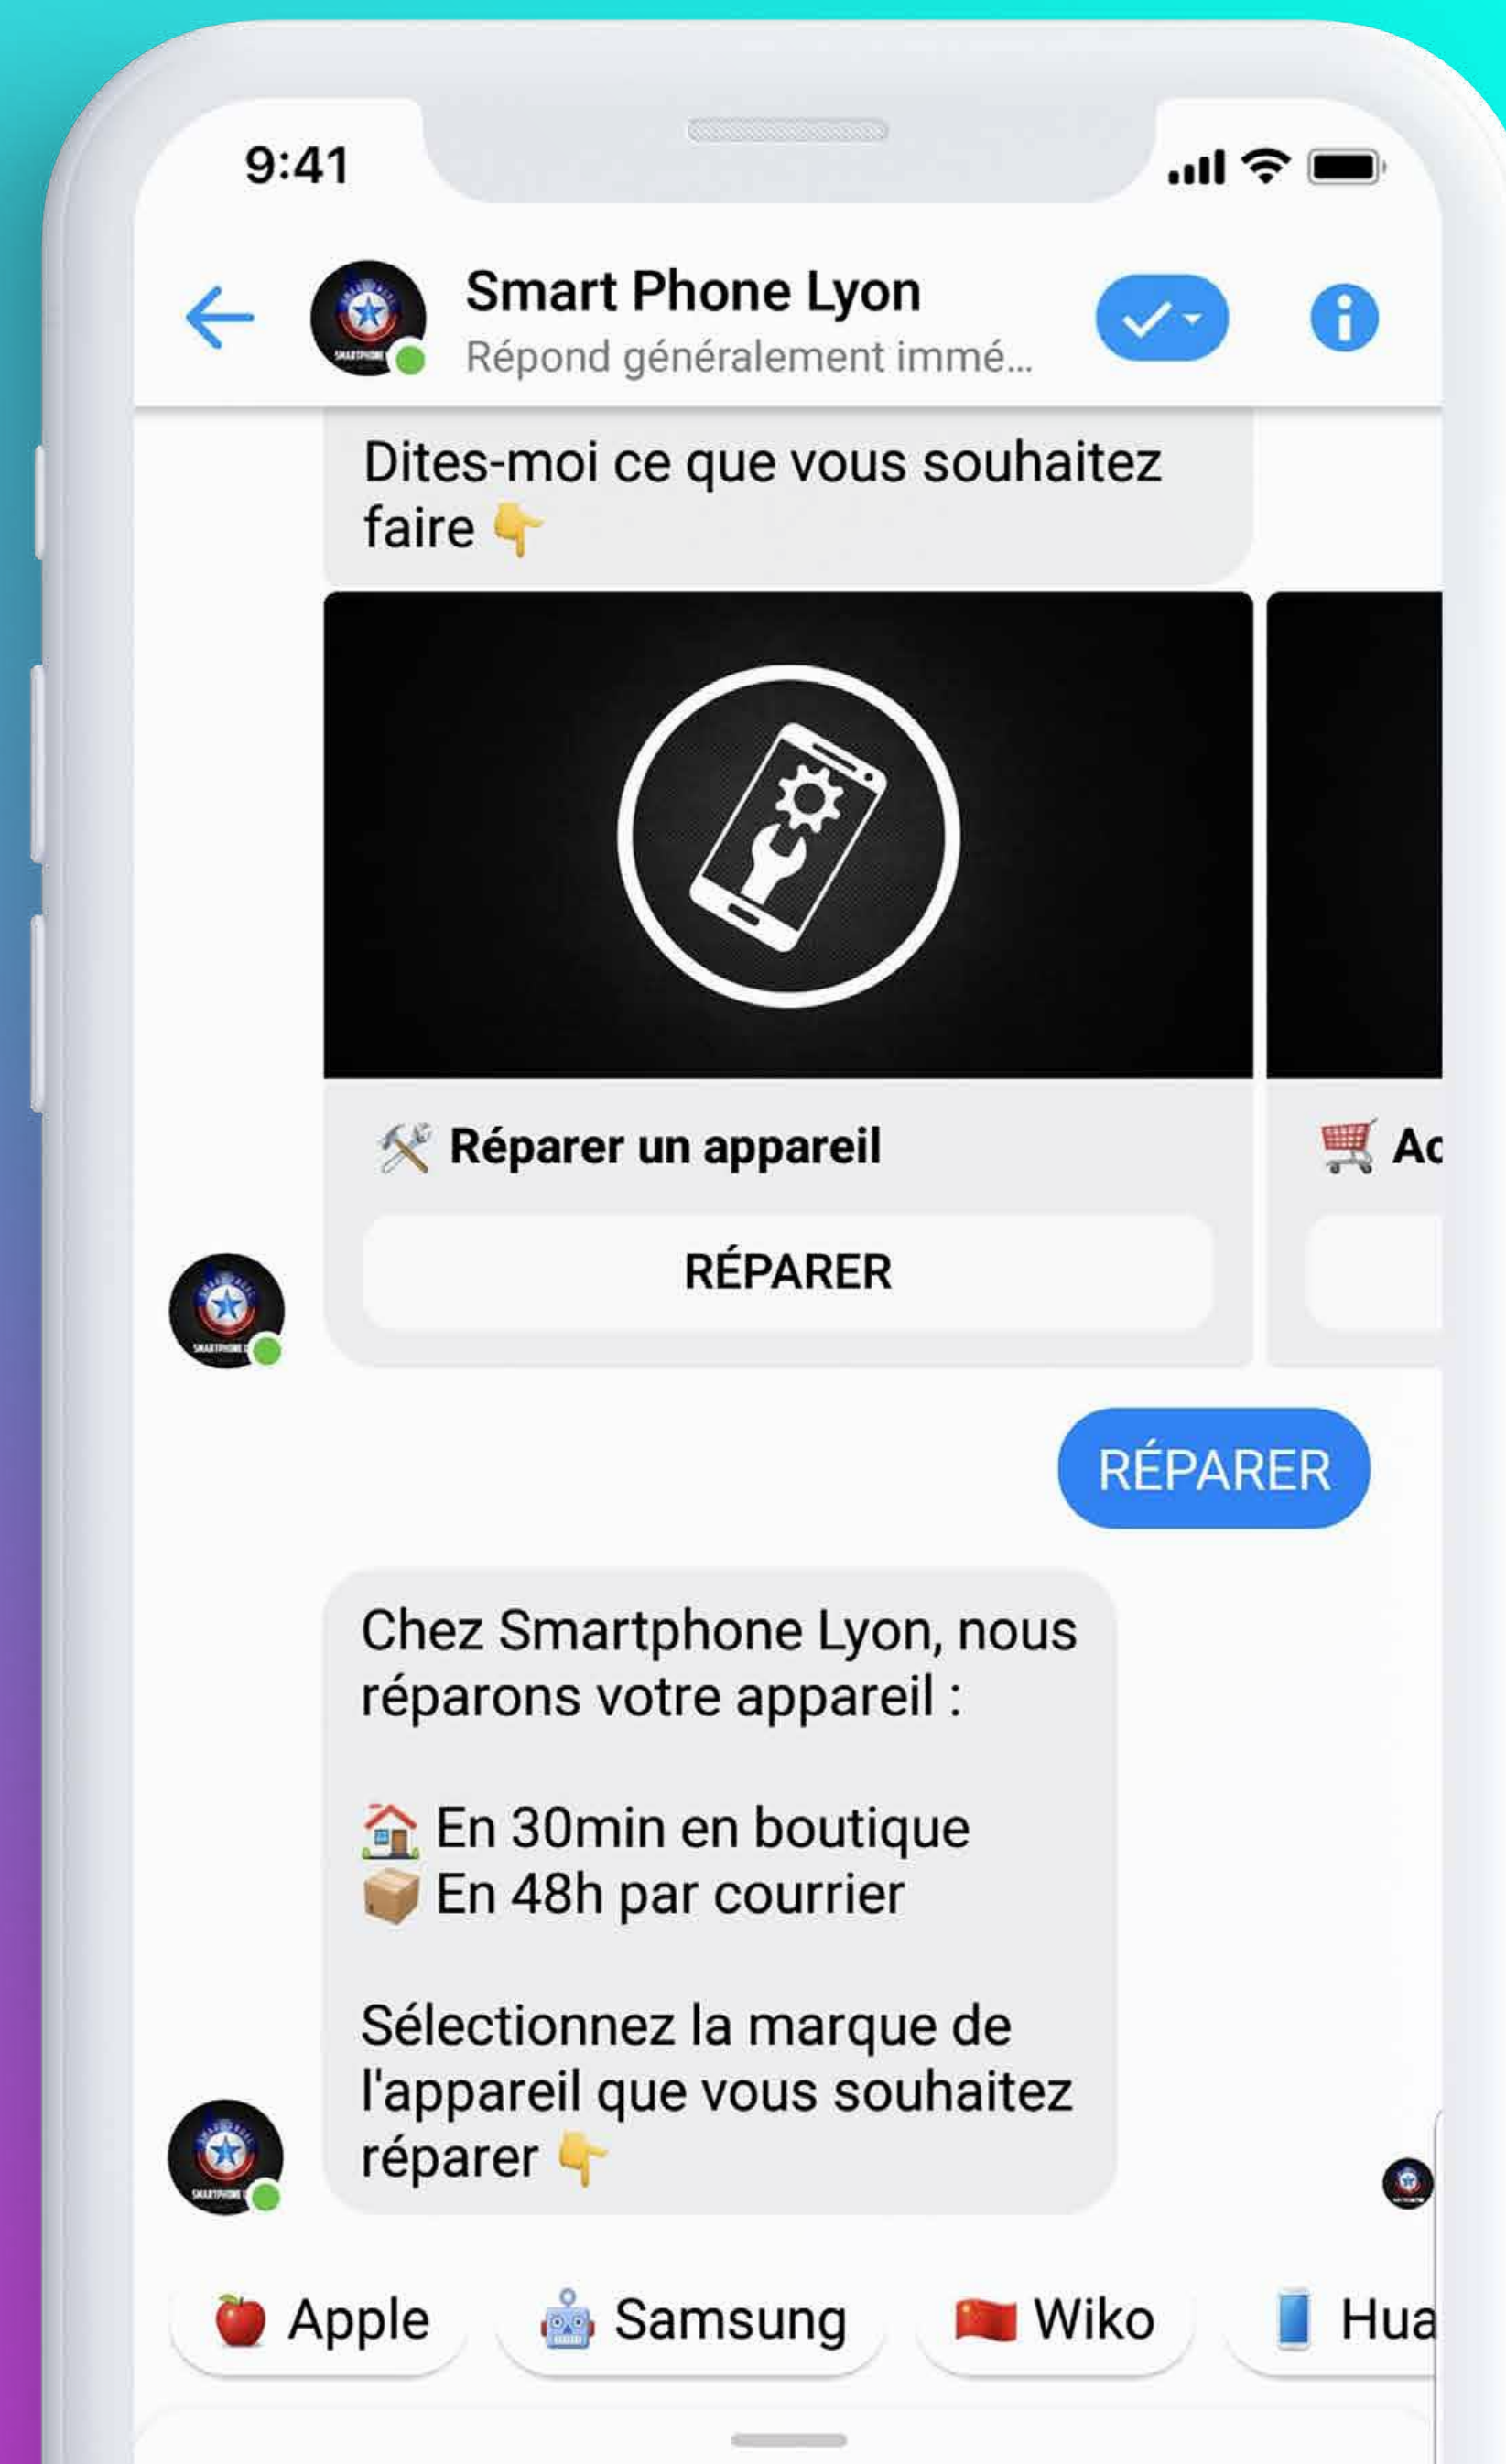 9:41
Smart Phone Lyon
Répond généralement immé...
Dites-moi ce que vous souhaitez
faire 👇
🛠 Réparer un appareil
🛒 Ac
RÉPARER
RÉPARER
Chez Smartphone Lyon, nous
réparons votre appareil :
🏠 En 30min en boutique
📦 En 48h par courrier
Sélectionnez la marque de
l'appareil que vous souhaitez
réparer 👇
🍎 Apple
🤖 Samsung
🇨🇳 Wiko
📱 Hua